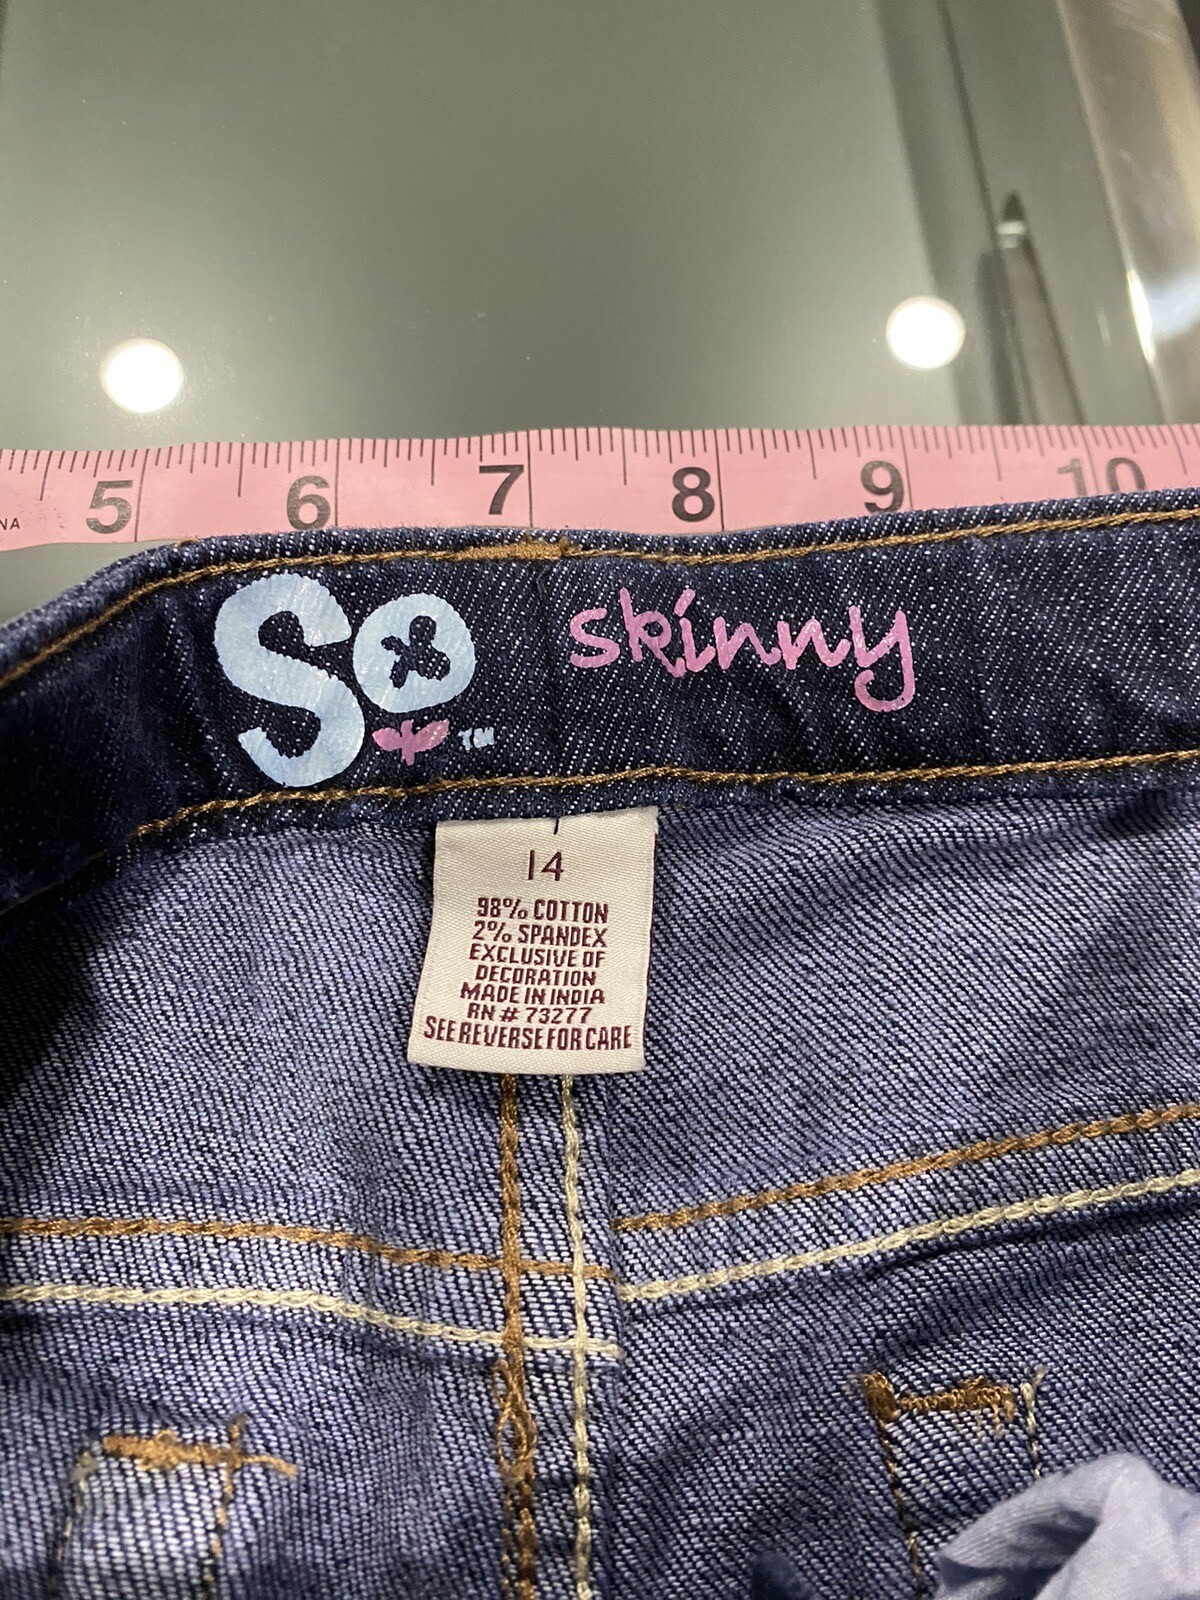 5 6 7 8 9 10
NA
So skinny
TM
14
98% COTTON
2% SPANDEX
EXCLUSIVE OF
DECORATION
MADE IN INDIA
RN # 73277
SEE REVERSE FOR CARE